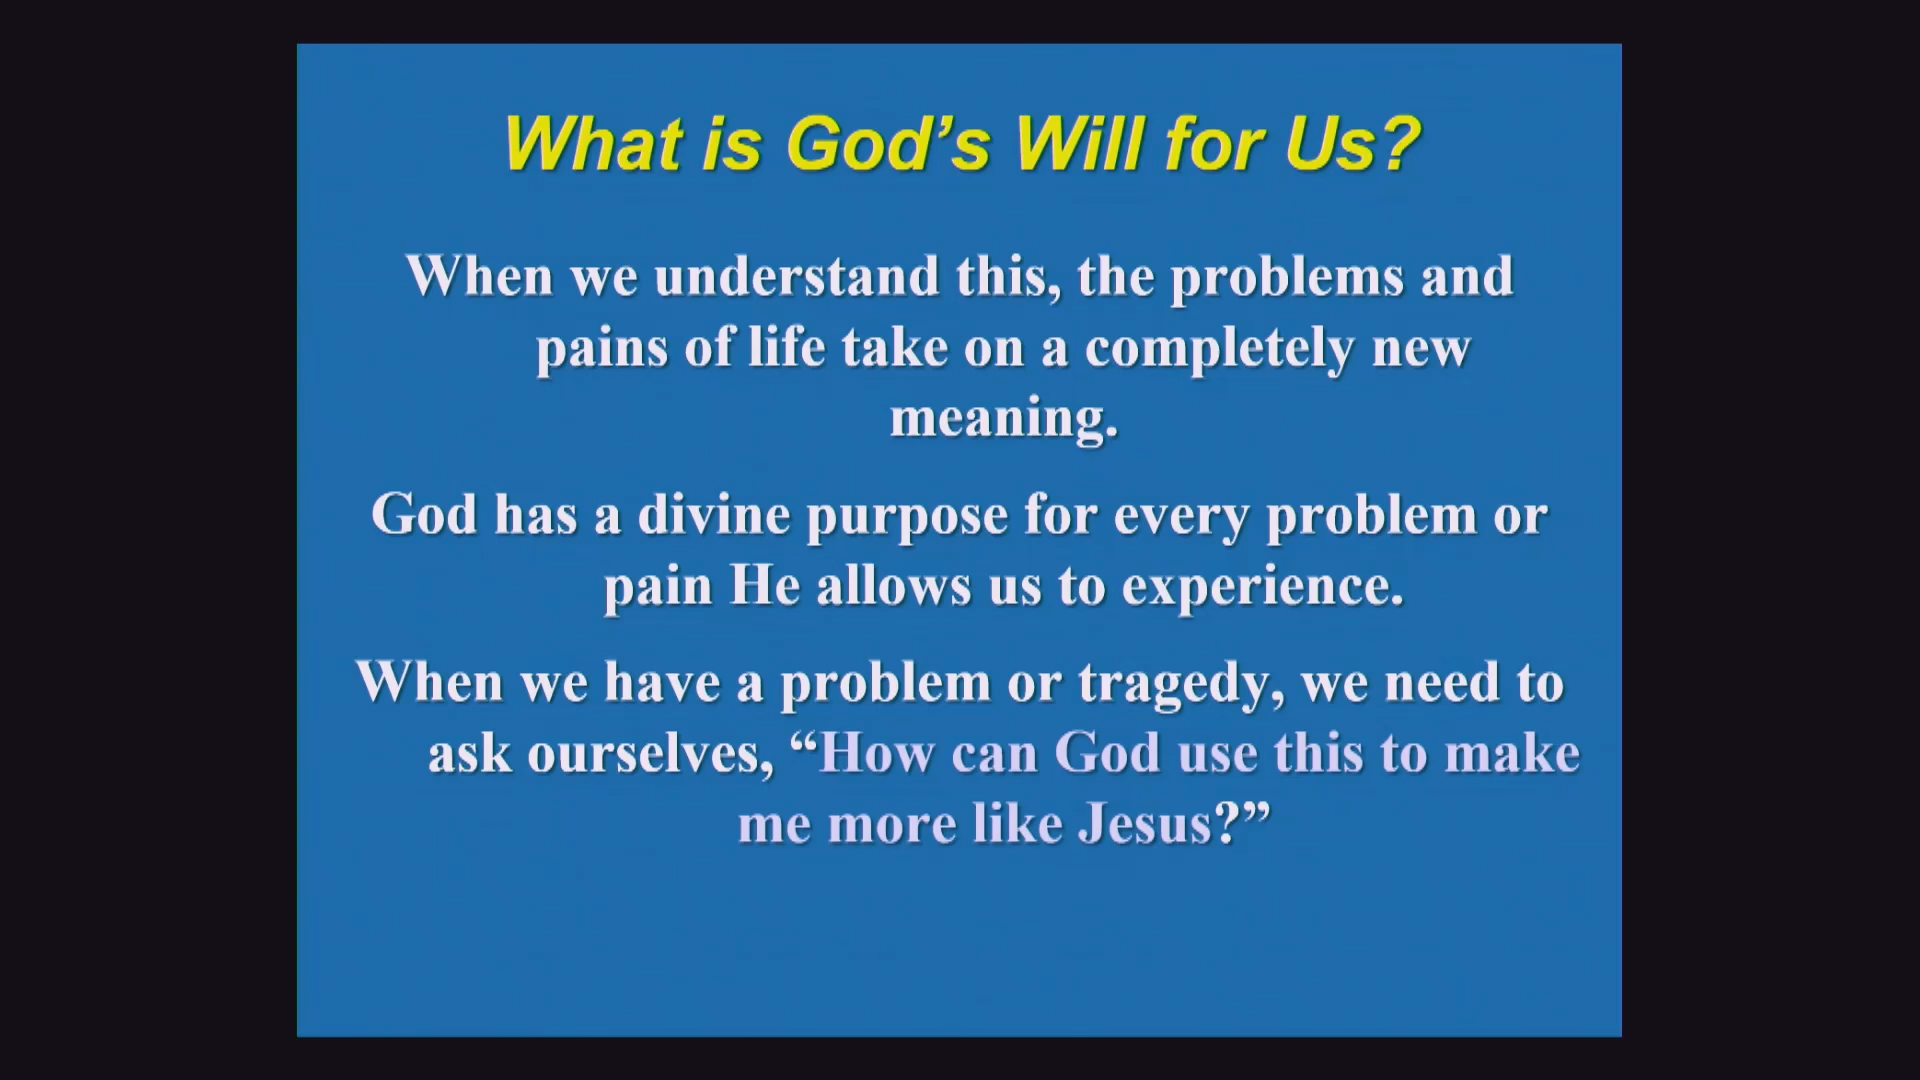 What is God’s Will for Us?
When we understand this, the problems and
pains of life take on a completely new
meaning.
God has a divine purpose for every problem or
pain He allows us to experience.
When we have a problem or tragedy, we need to
ask ourselves, “How can God use this to make
me more like Jesus?”